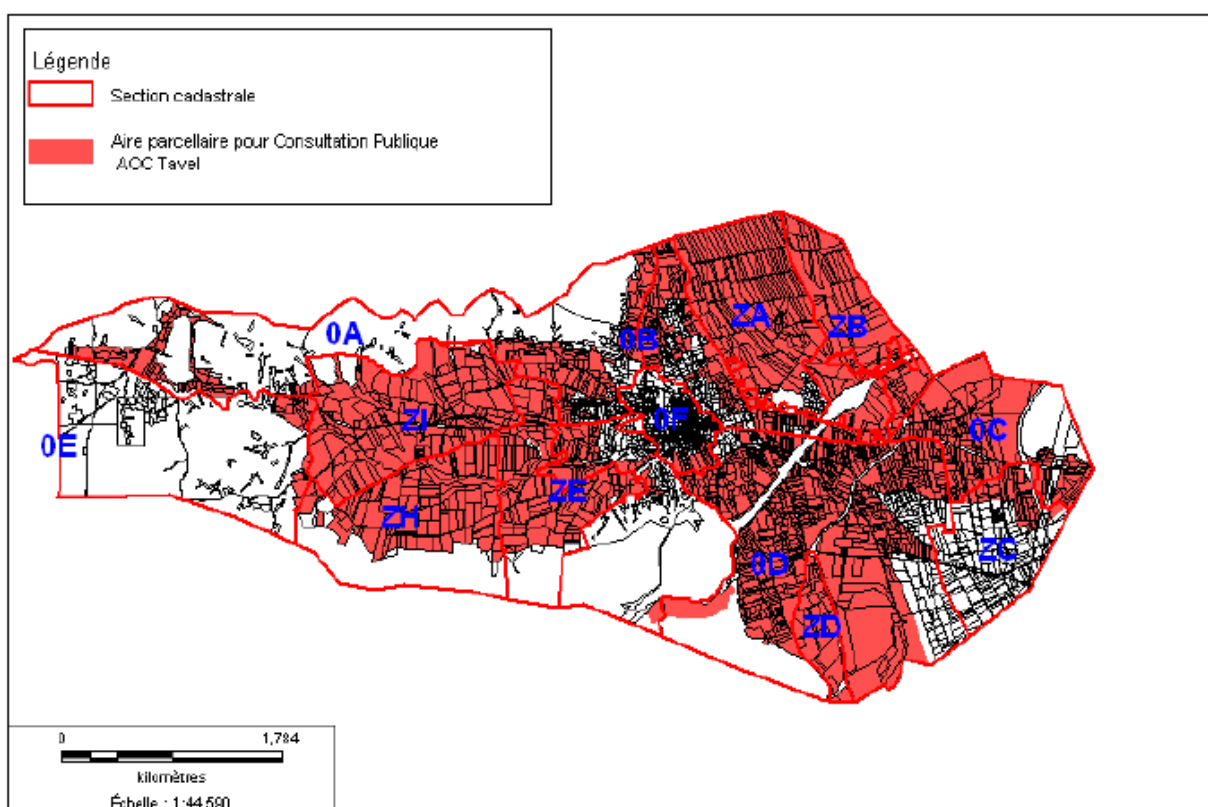 Légende
Section cadastrale
Aire parcellaire pour Consultation Publique
AOC Tavel
0A
0B
ZA
ZB
0E
ZI
0F
0C
ZH
ZE
0D
ZC
ZD
0 1,784
kilomètres
Échelle : 1:44 590